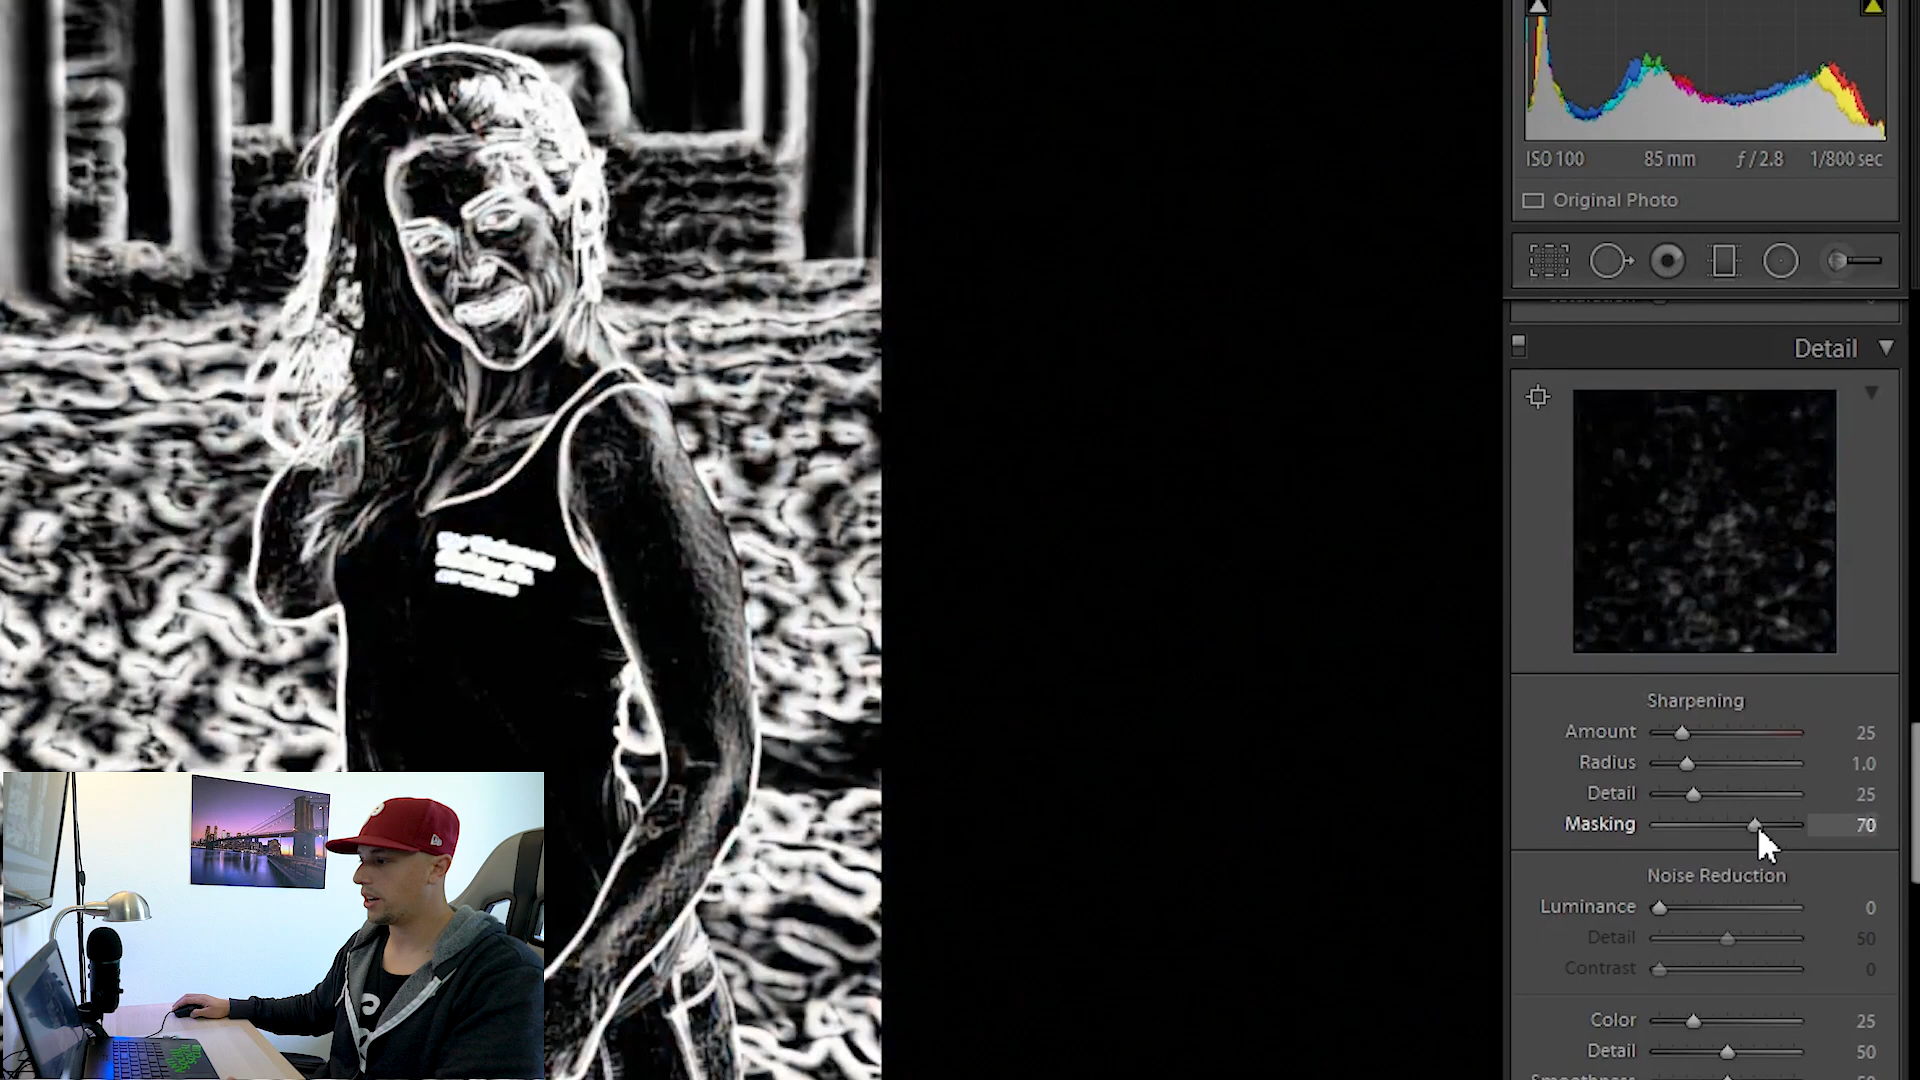 ISO 100 85 mm ƒ / 2.8 1/800 sec
Original Photo
Detail
Sharpening
Amount 25
Radius 1.0
Detail 25
Masking 70
Noise Reduction
Luminance 0
Detail 50
Contrast 0
Color 25
Detail 50